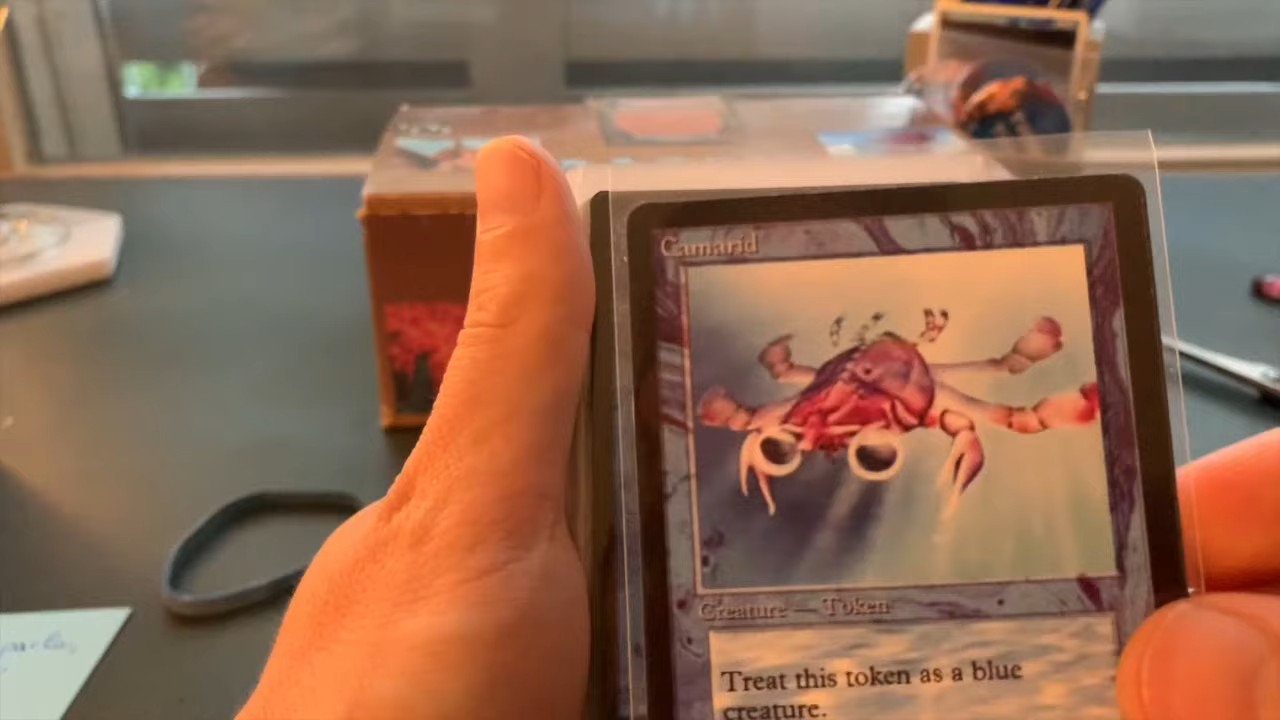 Camarid
Creature — Token
Treat this token as a blue
creature.